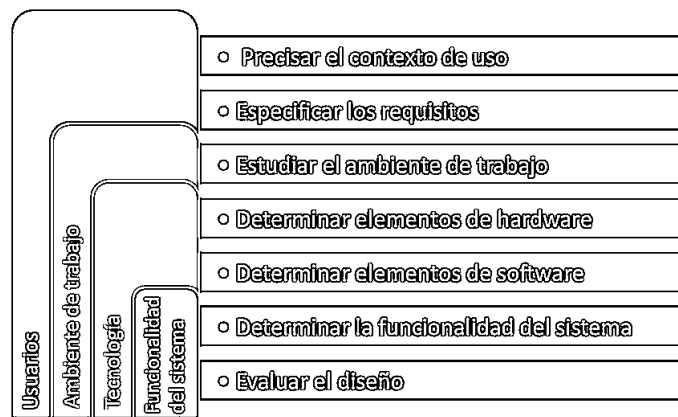 Precisar el contexto de uso
Especificar los requisitos
Estudiar el ambiente de trabajo
Determinar elementos de hardware
Determinar elementos de software
Determinar la funcionalidad del sistema
Evaluar el diseño
Usuarios
Ambiente de trabajo
Tecnología
Funcionalidad
del sistema